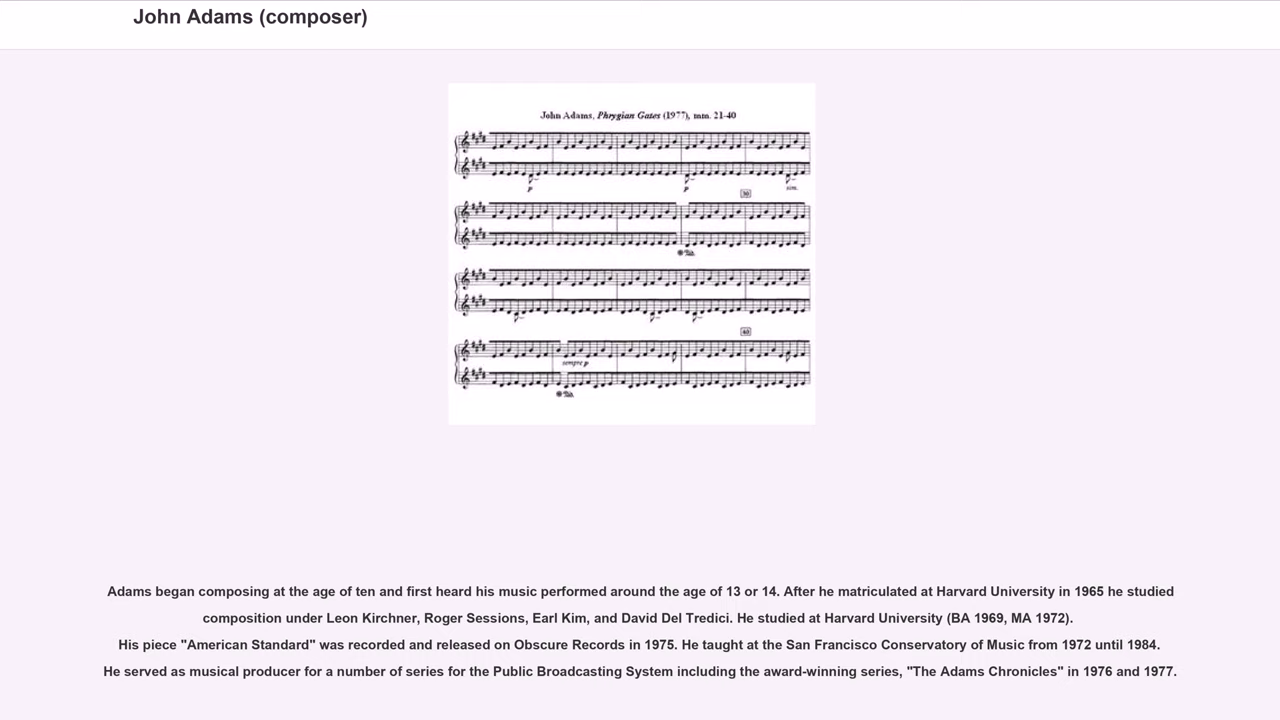 John Adams (composer)
John Adams, Phrygian Gates (1977), mm. 21-40
p
p
sim.
30
40
sempre p
Adams began composing at the age of ten and first heard his music performed around the age of 13 or 14. After he matriculated at Harvard University in 1965 he studied
composition under Leon Kirchner, Roger Sessions, Earl Kim, and David Del Tredici. He studied at Harvard University (BA 1969, MA 1972).
His piece "American Standard" was recorded and released on Obscure Records in 1975. He taught at the San Francisco Conservatory of Music from 1972 until 1984.
He served as musical producer for a number of series for the Public Broadcasting System including the award-winning series, "The Adams Chronicles" in 1976 and 1977.